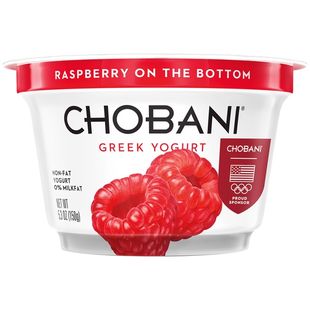 RASPBERRY ON THE BOTTOM
CHOBANI®
GREEK YOGURT
NON-FAT
YOGURT
0% MILKFAT
NET WT
5.3 OZ (150g)
CHOBANI
PROUD
SPONSOR